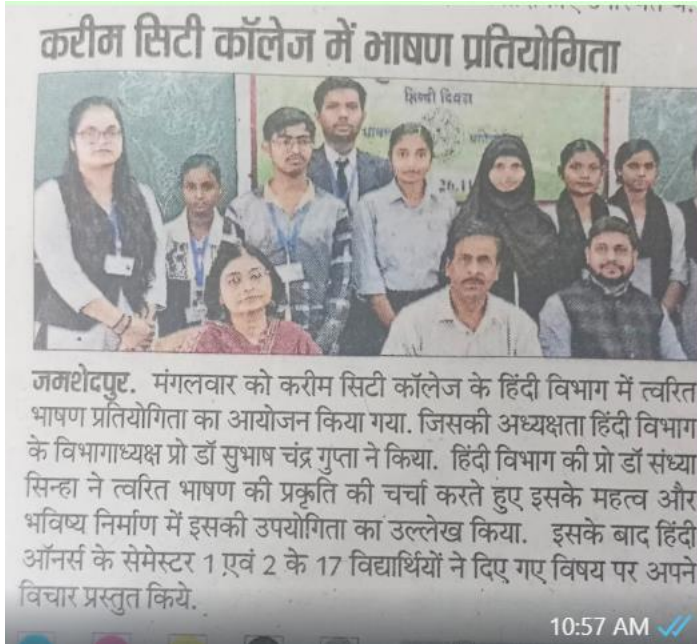 करीम सिटी कॉलेज में भाषण प्रतियोगिता
हिन्दी दिवस
26.11
जमशेदपुर. मंगलवार को करीम सिटी कॉलेज के हिंदी विभाग में त्वरित
भाषण प्रतियोगिता का आयोजन किया गया. जिसकी अध्यक्षता हिंदी विभाग
के विभागाध्यक्ष प्रो डॉ सुभाष चंद्र गुप्ता ने किया. हिंदी विभाग की प्रो डॉ संध्या
सिन्हा ने त्वरित भाषण की प्रकृति की चर्चा करते हुए इसके महत्व और
भविष्य निर्माण में इसकी उपयोगिता का उल्लेख किया. इसके बाद हिंदी
ऑनर्स के सेमेस्टर 1 एवं 2 के 17 विद्यार्थियों ने दिए गए विषय पर अपने
विचार प्रस्तुत किये.
10:57 AM